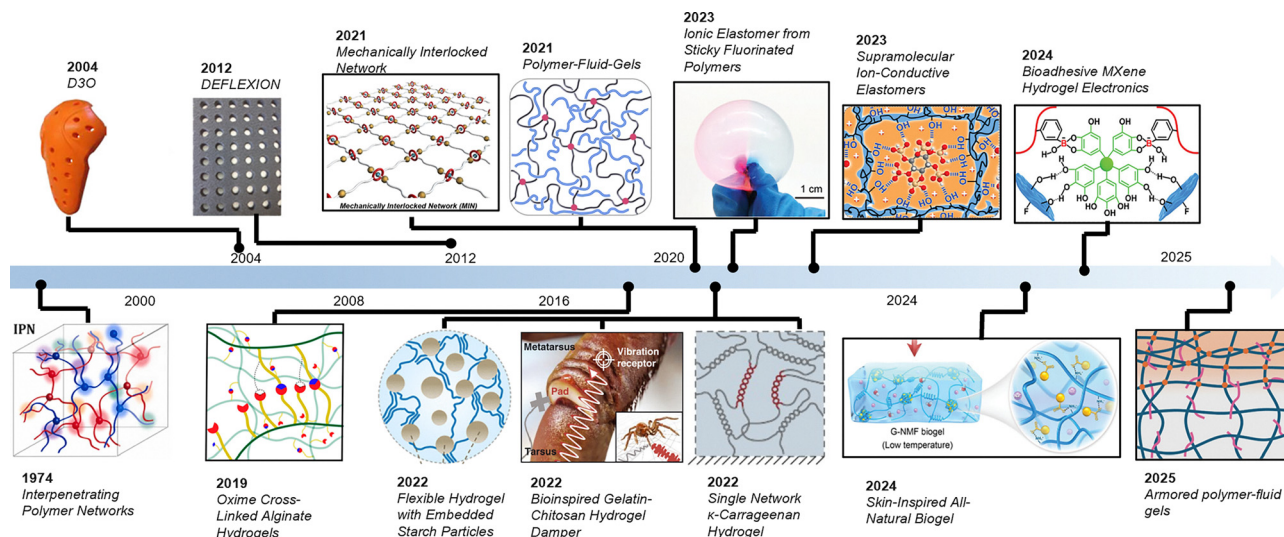 2004
D3O
2012
DEFLEXION
2021
Mechanically Interlocked
Network
Mechanically Interlocked Network (MIN)
2021
Polymer-Fluid-Gels
2023
Ionic Elastomer from
Sticky Fluorinated
Polymers
1 cm
2023
Supramolecular
Ion-Conductive
Elastomers
2024
Bioadhesive MXene
Hydrogel Electronics
2004
2012
2020
2025
2000
2008
2016
2024
IPN
1974
Interpenetrating
Polymer Networks
2019
Oxime Cross-
Linked Alginate
Hydrogels
2022
Flexible Hydrogel
with Embedded
Starch Particles
Metatarsus
Vibration
receptor
Pad
Tarsus
2022
Bioinspired Gelatin-
Chitosan Hydrogel
Damper
2022
Single Network
κ-Carrageenan
Hydrogel
G-NMF biogel
(Low temperature)
2024
Skin-Inspired All-
Natural Biogel
2025
Armored polymer-fluid
gels